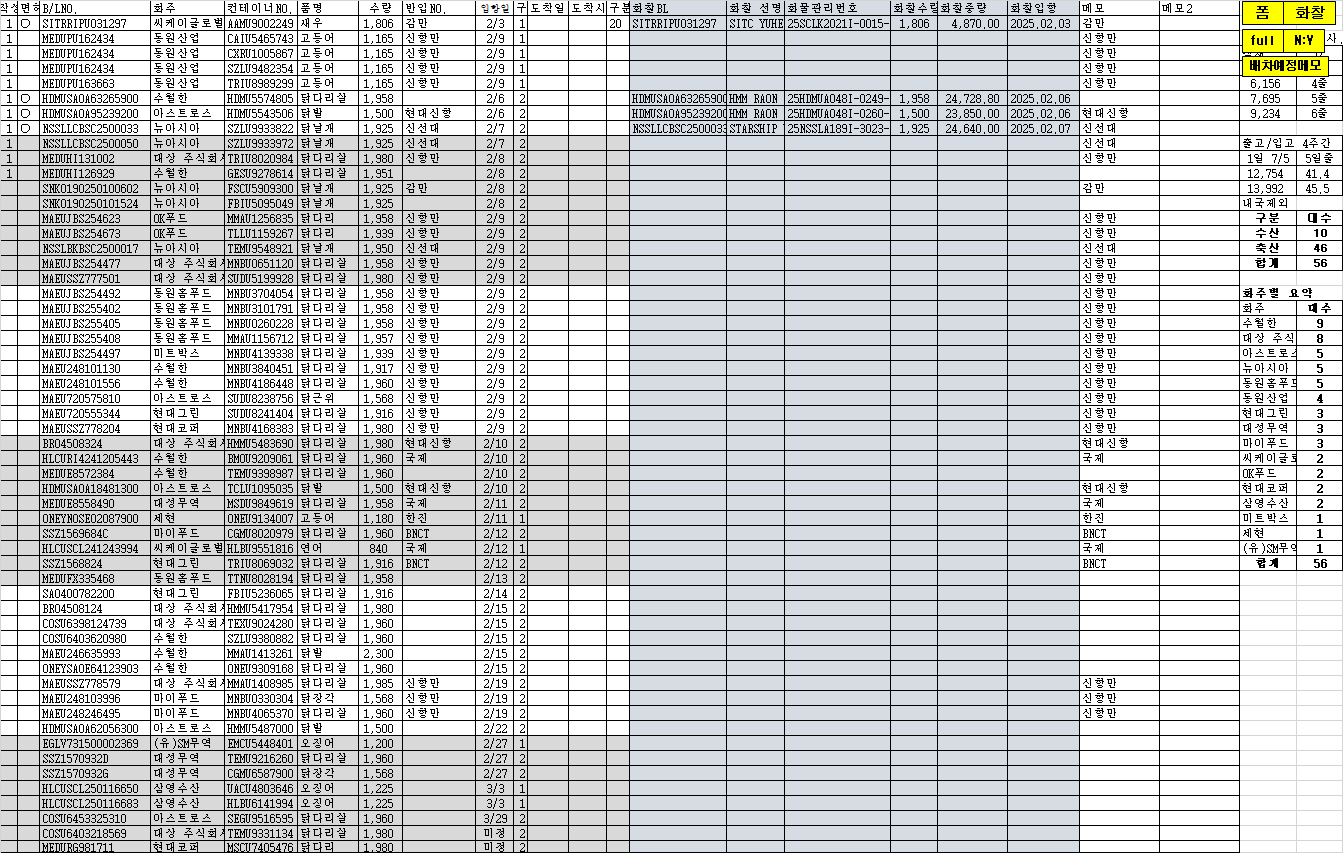 작성 면허 B/LNO. 화주 컨테이너NO. 품명 수량 반입NO. 입항일 구 도착일 도착시 구분 화찰BL 화찰 선명 화물관리번호 화찰수량 화찰중량 화찰입항 메모 메모2 폼 화찰
1 ○ SITRRIPU031297 씨케이글로벌 AAMU9002249 새우 1,806 감만 2/3 1 20 SITRRIPU031297 SITC YUHE 25SCLK2021I-0015- 1,806 4,870.00 2025.02.03 감만
1 MEDUPU162434 동원산업 CAIU5465743 고등어 1,165 신항만 2/9 1 신항만 full N:Y 사.
1 MEDUPU162434 동원산업 CXRU1005867 고등어 1,165 신항만 2/9 1 신항만
1 MEDUPU162434 동원산업 SZLU9482354 고등어 1,165 신항만 2/9 1 신항만 배차예정메모
1 MEDUPU163663 동원산업 TRIU8989299 고등어 1,165 신항만 2/9 1 신항만 6,156 4줄
1 ○ HDMUSAOA63265900 수월한 HDMU5574805 닭다리살 1,958 2/6 2 HDMUSAOA63265900 HMM RAON 25HDMUA048I-0249- 1,958 24,728.80 2025.02.06 7,695 5줄
1 ○ HDMUSAOA95239200 아스트로스 HDMU5543506 닭발 1,500 현대신항 2/6 2 HDMUSAOA95239200 HMM RAON 25HDMUA048I-0260- 1,500 23,850.00 2025.02.06 현대신항 9,234 6줄
1 ○ NSSLLCBSC2500033 뉴아시아 SZLU9933822 닭날개 1,925 신선대 2/7 2 NSSLLCBSC2500033 STARSHIP 25NSSLA189I-3023- 1,925 24,640.00 2025.02.07 신선대
1 NSSLLCBSC2500050 뉴아시아 SZLU9933972 닭날개 1,925 신선대 2/7 2 신선대 출고/입고 4주간
1 MEDUHI131002 대상 주식회사 TRIU8020984 닭다리살 1,980 신항만 2/8 2 신항만 1일 7/5 5일줄
1 MEDUHI126929 수월한 GESU9278614 닭다리살 1,951 2/8 2 12,754 41.4
SNKO190250100602 뉴아시아 FSCU5909300 닭날개 1,925 감만 2/8 2 감만 13,992 45.5
SNKO190250101524 뉴아시아 FBIU5095049 닭날개 1,925 2/8 2 내국제외
MAEUJBS254623 OK푸드 MMAU1256835 닭다리 1,958 신항만 2/9 2 신항만 구분 대수
MAEUJBS254673 OK푸드 TLLU1159267 닭다리 1,939 신항만 2/9 2 신항만 수산 10
NSSLBKBSC2500017 뉴아시아 TEMU9548921 닭날개 1,950 신선대 2/9 2 신선대 축산 46
MAEUJBS254477 대상 주식회사 MNBU0651120 닭다리살 1,958 신항만 2/9 2 신항만 합계 56
MAEUSSZ777501 대상 주식회사 SUDU5199928 닭다리살 1,980 신항만 2/9 2 신항만
MAEUJBS254492 동원홈푸드 MNBU3704054 닭다리살 1,958 신항만 2/9 2 신항만 화주별 요약
MAEUJBS255402 동원홈푸드 MNBU3101791 닭다리살 1,958 신항만 2/9 2 신항만 화주 대수
MAEUJBS255405 동원홈푸드 MNBU0260228 닭다리살 1,958 신항만 2/9 2 신항만 수월한 9
MAEUJBS255408 동원홈푸드 MMAU1156712 닭다리살 1,957 신항만 2/9 2 신항만 대상 주식 8
MAEUJBS254497 미트박스 MNBU4139338 닭다리살 1,939 신항만 2/9 2 신항만 아스트로스 5
MAEU248101130 수월한 MNBU3840451 닭다리살 1,917 신항만 2/9 2 신항만 뉴아시아 5
MAEU248101556 수월한 MNBU4186448 닭다리살 1,960 신항만 2/9 2 신항만 동원홈푸드 5
MAEU720575810 아스트로스 SUDU8238756 닭근위 1,568 신항만 2/9 2 신항만 동원산업 4
MAEU720555344 현대그린 SUDU8241404 닭다리살 1,916 신항만 2/9 2 신항만 현대그린 3
MAEUSSZ778204 현대코퍼 MNBU4168383 닭다리살 1,980 신항만 2/9 2 신항만 대성무역 3
BRO4508324 대상 주식회사 HMMU5483690 닭다리살 1,980 현대신항 2/10 2 현대신항 마이푸드 3
HLCURI4241205443 수월한 BMOU9209061 닭다리살 1,960 국제 2/10 2 국제 씨케이글로 2
MEDUE8572384 수월한 TEMU9398987 닭다리살 1,960 2/10 2 OK푸드 2
HDMUSAOA18481300 아스트로스 TCLU1095035 닭발 1,500 현대신항 2/10 2 현대신항 현대코퍼 2
MEDUE8558490 대성무역 MSDU9849619 닭다리살 1,958 국제 2/11 2 국제 삼영수산 2
ONEYNOSE02087900 세현 ONEU9134007 고등어 1,180 한진 2/11 1 한진 미트박스 1
SSZ1569684C 마이푸드 CGMU8020979 닭다리살 1,960 BNCT 2/12 2 BNCT 세현 1
HLCUSCL241243994 씨케이글로벌 HLBU9551816 연어 840 국제 2/12 1 국제 (유)SM무역 1
SSZ1568824 현대그린 TRIU8069032 닭다리살 1,916 BNCT 2/12 2 BNCT 합계 56
MEDUFX335468 동원홈푸드 TTNU8028194 닭다리살 1,958 2/13 2
SAO400782200 현대그린 FBIU5236065 닭다리살 1,916 2/14 2
BRO4508124 대상 주식회사 HMMU5417954 닭다리살 1,980 2/15 2
COSU6398124739 대상 주식회사 TEXU9024280 닭다리살 1,960 2/15 2
COSU6403620980 수월한 SZLU9380882 닭다리살 1,960 2/15 2
MAEU246635993 수월한 MMAU1413261 닭발 2,300 2/15 2
ONEYSAOE64123903 수월한 ONEU9309168 닭다리살 1,960 2/15 2
MAEUSSZ778579 대상 주식회사 MMAU1408985 닭다리살 1,985 신항만 2/19 2 신항만
MAEU248103996 마이푸드 MNBU0330304 닭장각 1,568 신항만 2/19 2 신항만
MAEU248246495 마이푸드 MNBU4065370 닭다리살 1,960 신항만 2/19 2 신항만
HDMUSAOA62056300 아스트로스 HMMU5487000 닭발 1,500 2/22 2
EGLV731500002369 (유)SM무역 EMCU5448401 오징어 1,200 2/27 1
SSZ1570932D 대성무역 TEMU9216260 닭다리살 1,960 2/27 2
SSZ1570932G 대성무역 CGMU6587900 닭장각 1,568 2/27 2
HLCUSCL250116650 삼영수산 UACU4803646 오징어 1,225 3/3 1
HLCUSCL250116683 삼영수산 HLBU6141994 오징어 1,225 3/3 1
COSU6453325310 아스트로스 SEGU9516595 닭다리살 1,960 3/29 2
COSU6403218569 대상 주식회사 TEMU9331134 닭다리살 1,980 미정 2
MEDURG981711 현대코퍼 MSCU7405476 닭다리 1,980 미정 2